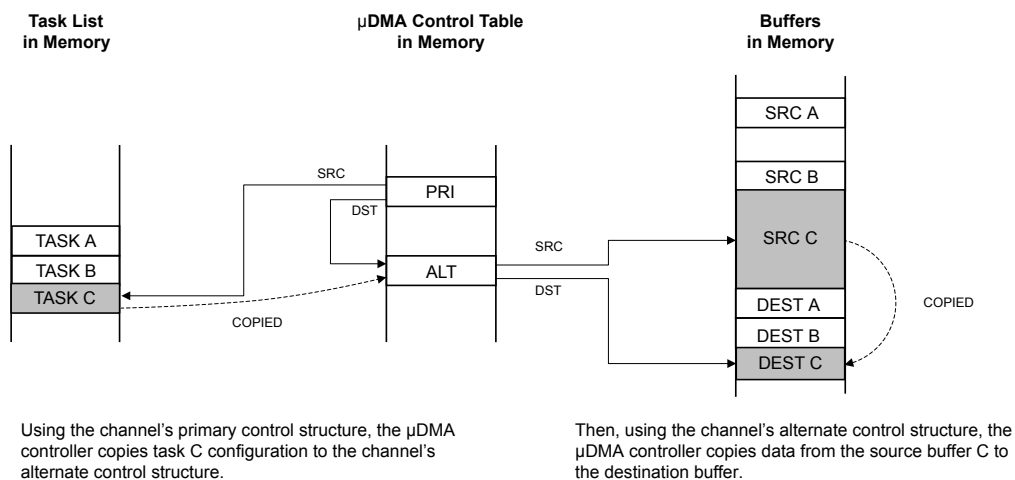 Task List
in Memory
µDMA Control Table
in Memory
Buffers
in Memory
SRC A
SRC B
SRC
PRI
DST
TASK A
SRC C
SRC
TASK B
ALT
TASK C
DST
DEST A
COPIED
COPIED
DEST B
DEST C
Using the channel’s primary control structure, the µDMA
controller copies task C configuration to the channel’s
alternate control structure.
Then, using the channel’s alternate control structure, the
µDMA controller copies data from the source buffer C to
the destination buffer.